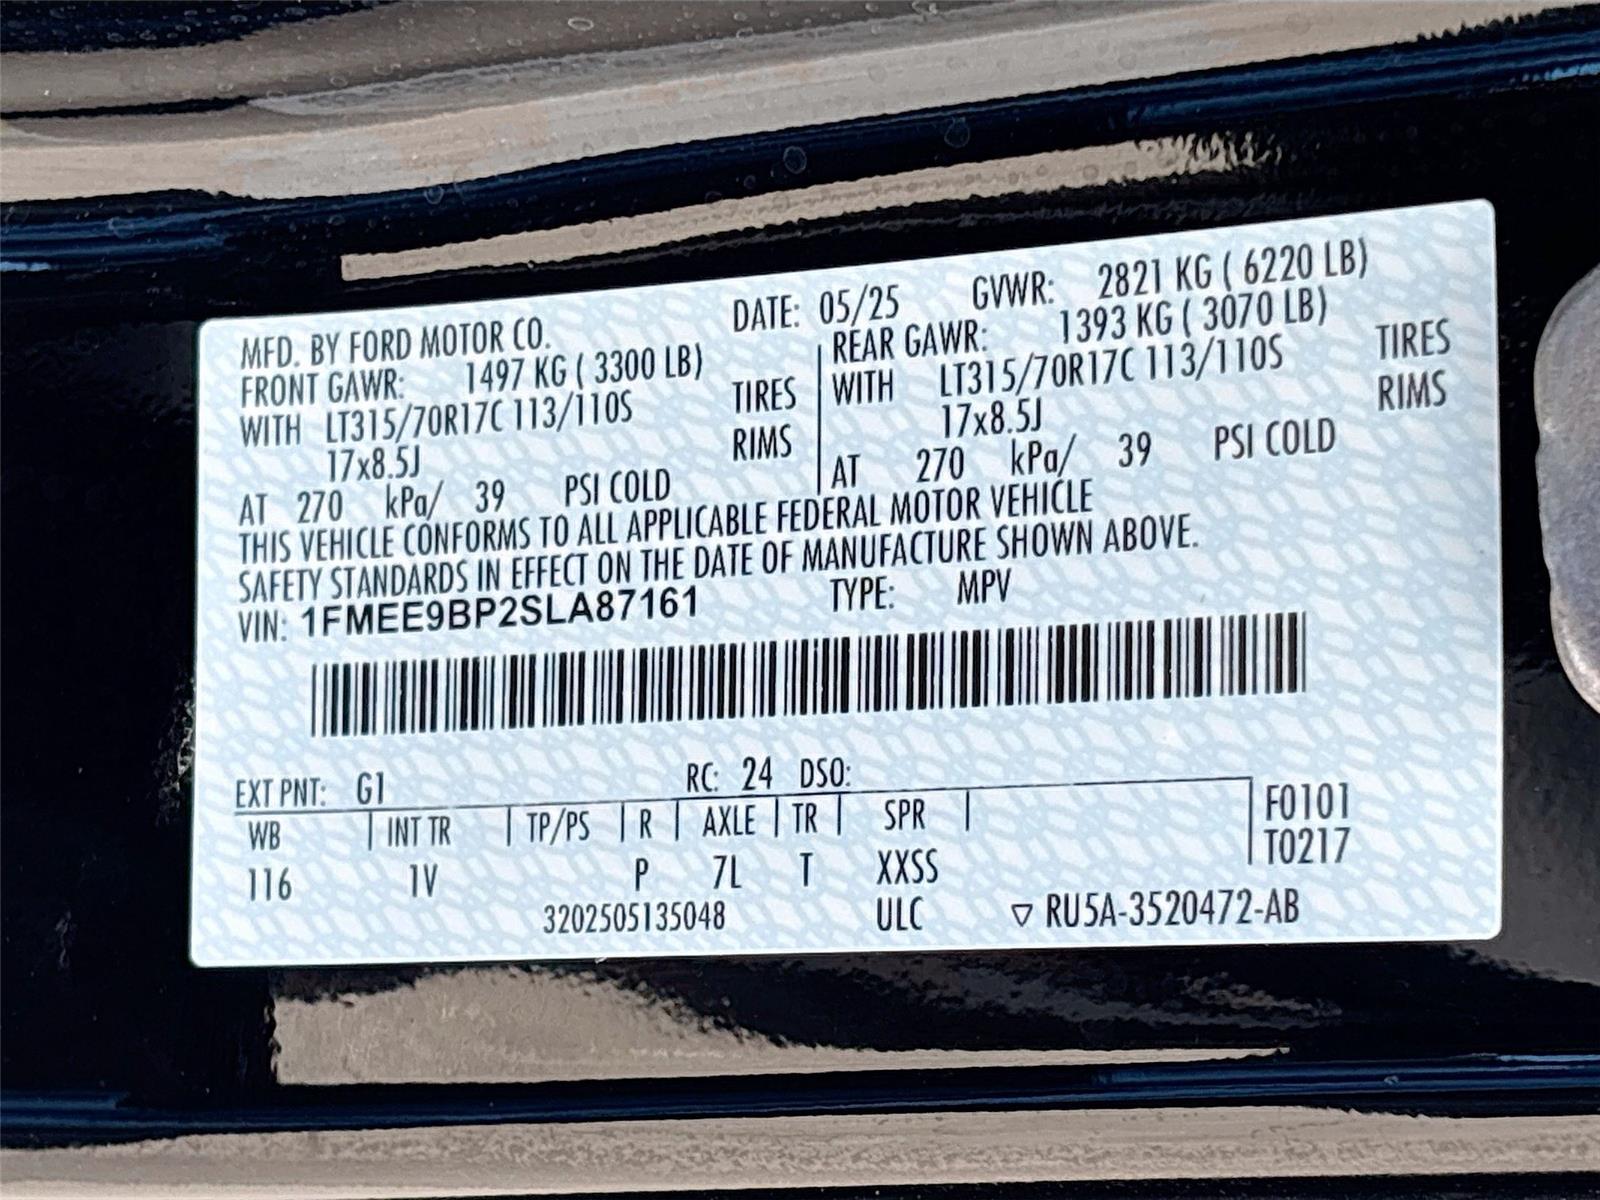 MFD. BY FORD MOTOR CO. DATE: 05/25 GVWR: 2821 KG ( 6220 LB)
FRONT GAWR: 1497 KG ( 3300 LB) REAR GAWR: 1393 KG ( 3070 LB)
WITH LT315/70R17C 113/110S TIRES WITH LT315/70R17C 113/110S TIRES
17x8.5J RIMS 17x8.5J RIMS
AT 270 kPa/ 39 PSI COLD AT 270 kPa/ 39 PSI COLD
THIS VEHICLE CONFORMS TO ALL APPLICABLE FEDERAL MOTOR VEHICLE
SAFETY STANDARDS IN EFFECT ON THE DATE OF MANUFACTURE SHOWN ABOVE.
VIN: 1FMEE9BP2SLA87161 TYPE: MPV
EXT PNT: G1 RC: 24 DSO:
WB | INT TR | TP/PS | R | AXLE | TR | SPR | F0101
T0217
116 1V P 7L T XXSS
3202505135048 ULC ▽ RU5A-3520472-AB